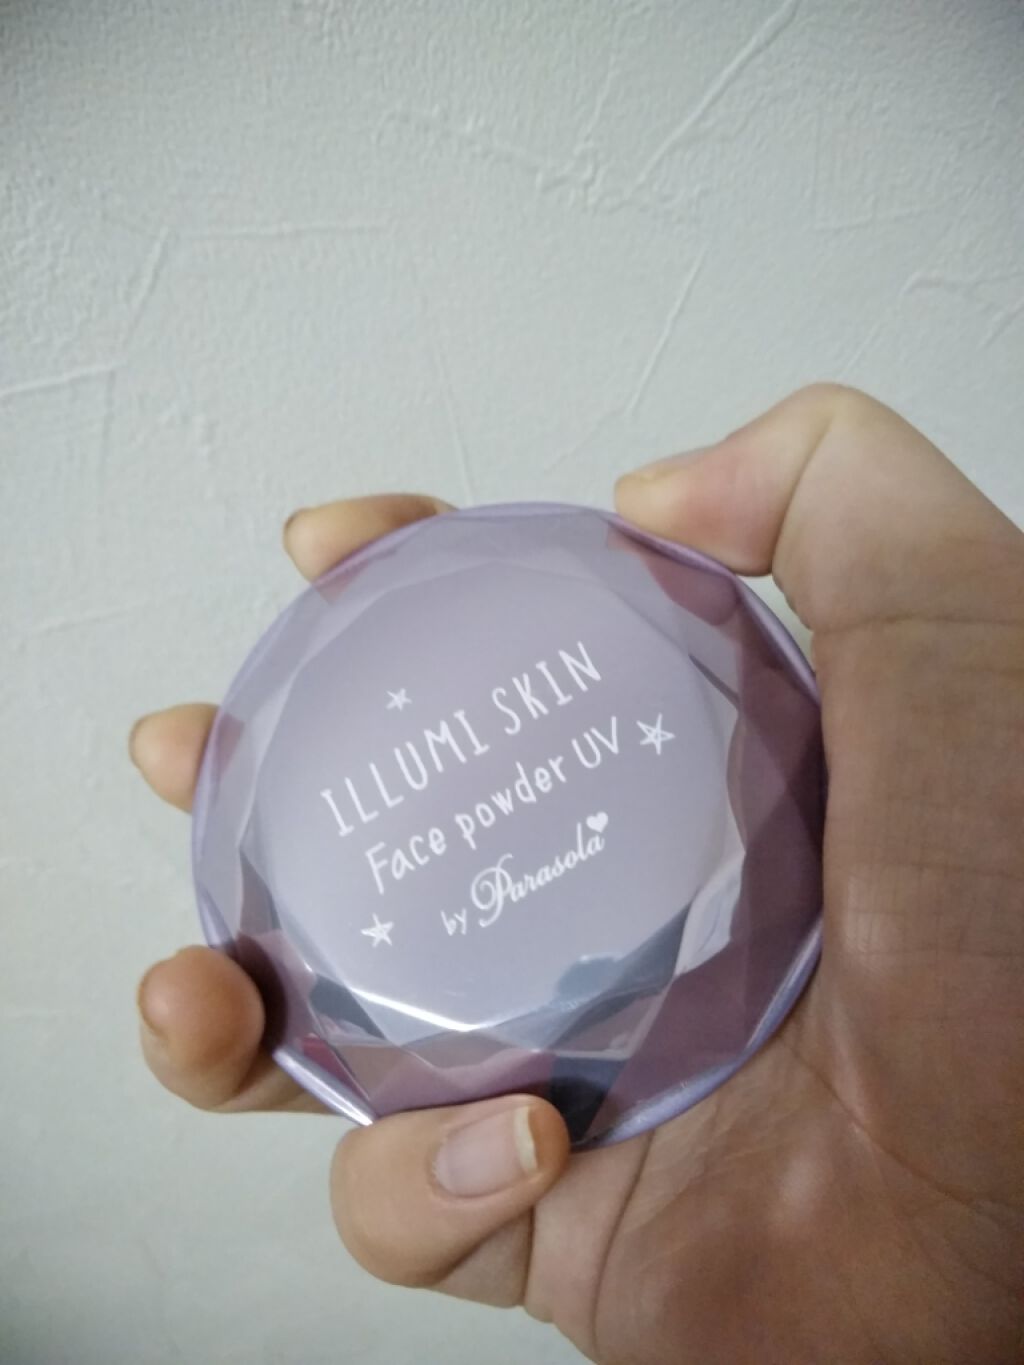 ILLUMI SKIN
Face powder UV
by Parasola